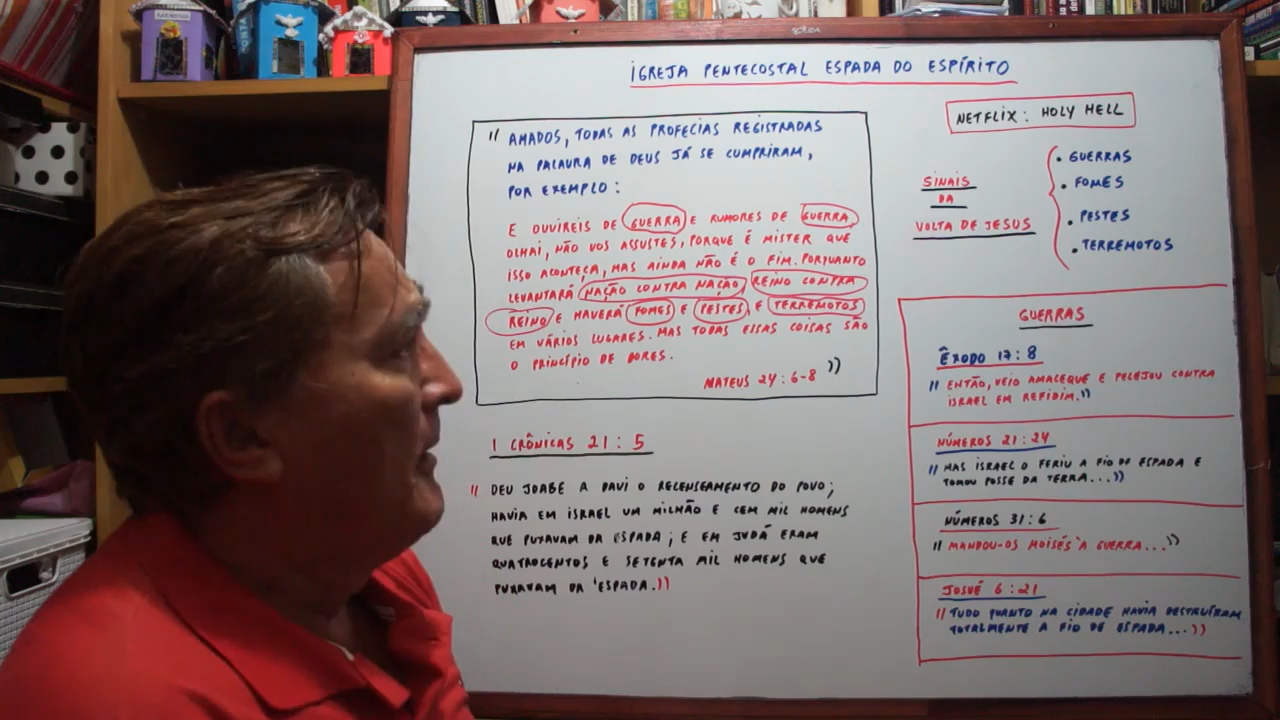 IGREJA PENTECOSTAL ESPADA DO ESPÍRITO
" AMADOS, TODAS AS PROFECIAS REGISTRADAS
NA PALAVRA DE DEUS JÁ SE CUMPRIRAM,
POR EXEMPLO:
E OUVIREIS DE GUERRA E RUMORES DE GUERRA
OLHAI, NÃO VOS ASSUSTES, PORQUE É MISTER QUE
ISSO ACONTEÇA, MAS AINDA NÃO É O FIM. PORQUANTO
LEVANTARÁ NAÇÃO CONTRA NAÇÃO, REINO CONTRA
REINO E HAVERÁ FOMES E PESTES, E TERREMOTOS
EM VÁRIOS LUGARES. MAS TODAS ESSAS COISAS SÃO
O PRINCÍPIO DE DORES. "
MATEUS 24:6-8
1 CRÔNICAS 21:5
" DEU JOABE A DAVI O RECENSEAMENTO DO POVO;
HAVIA EM ISRAEL UM MILHÃO E CEM MIL HOMENS
QUE PUXAVAM DA ESPADA; E EM JUDÁ ERAM
QUATROCENTOS E SETENTA MIL HOMENS QUE
PUXAVAM DA ESPADA."
NETFLIX: HOLY HELL
SINAIS
DA
VOLTA DE JESUS
• GUERRAS
• FOMES
• PESTES
• TERREMOTOS
GUERRAS
ÊXODO 17:8
" ENTÃO, VEIO AMALEQUE E PELEJOU CONTRA
ISRAEL EM REFIDIM."
NÚMEROS 21:24
" MAS ISRAEL O FERIU A FIO DE ESPADA E
TOMOU POSSE DA TERRA..."
NÚMEROS 31:6
" MANDOU-OS MOISÉS À GUERRA..."
JOSUÉ 6:21
" TUDO QUANTO NA CIDADE HAVIA DESTRUÍRAM
TOTALMENTE A FIO DE ESPADA..."